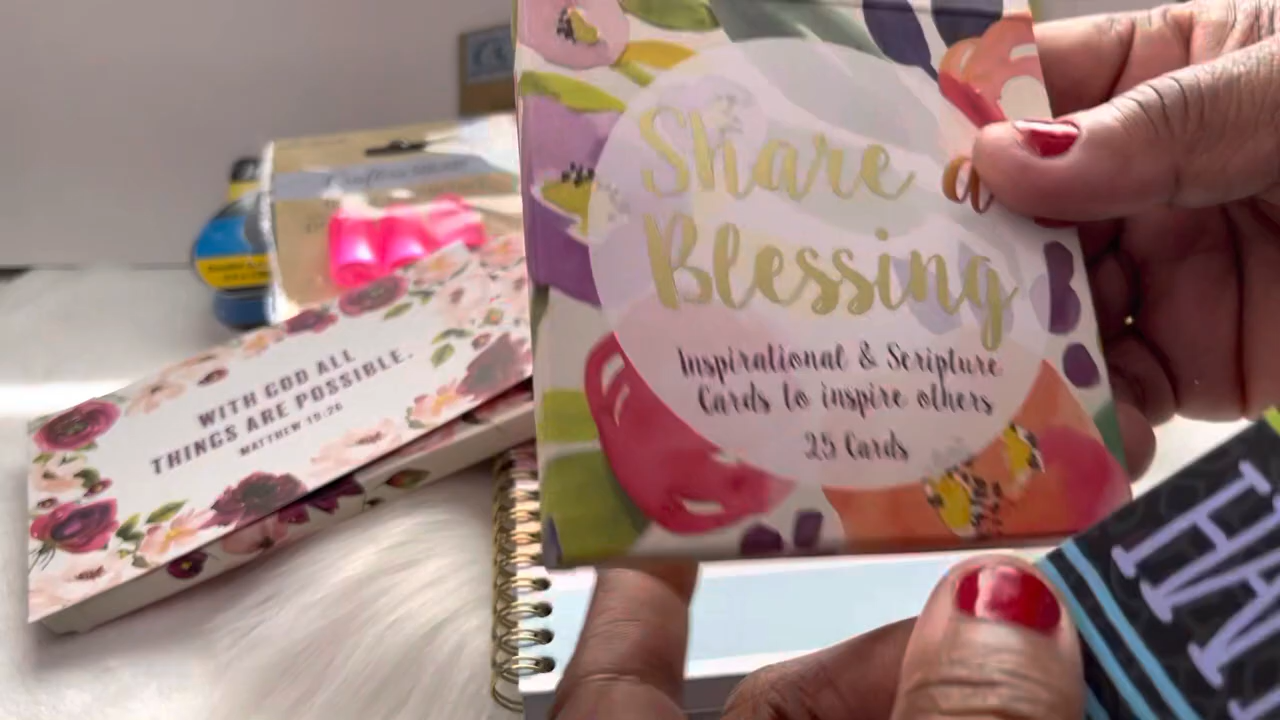 Share a
Blessing
Inspirational & Scripture
Cards to inspire others
25 Cards
WITH GOD ALL
THINGS ARE POSSIBLE.
MATTHEW 19:26
HA